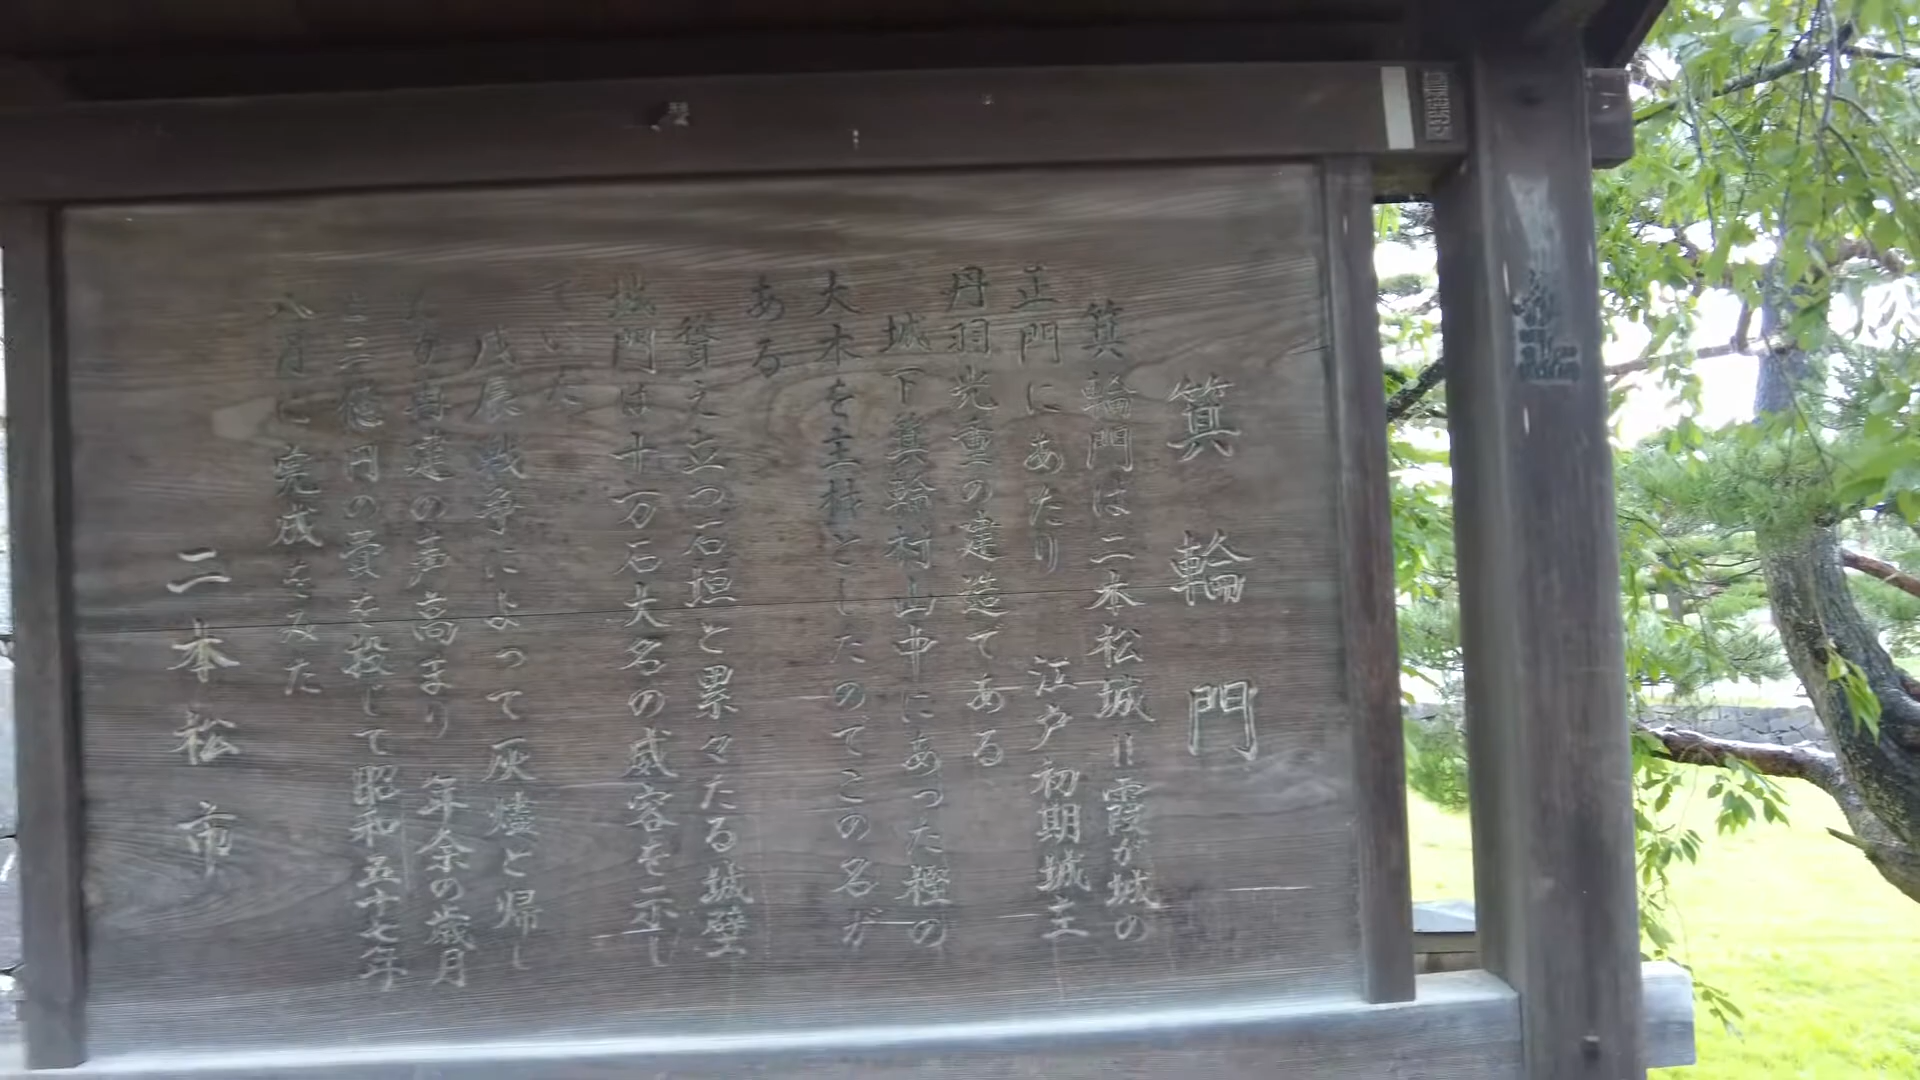 箕輪門
箕輪門は二本松城=霞が城の
正門にあたり 江戸初期城主
丹羽光重の建造である
城下箕輪村山中にあった樫の
大木を主柱としたのでこの名が
ある
聳え立つ石垣と累々たる城壁
城門は十万石大名の威容を示し
ていた
戊辰戦争によって灰燼と帰し
たが再建の声高まり 年余の歳月
と三億円の費を投じて昭和五十七年
八月に完成をみた
二本松市